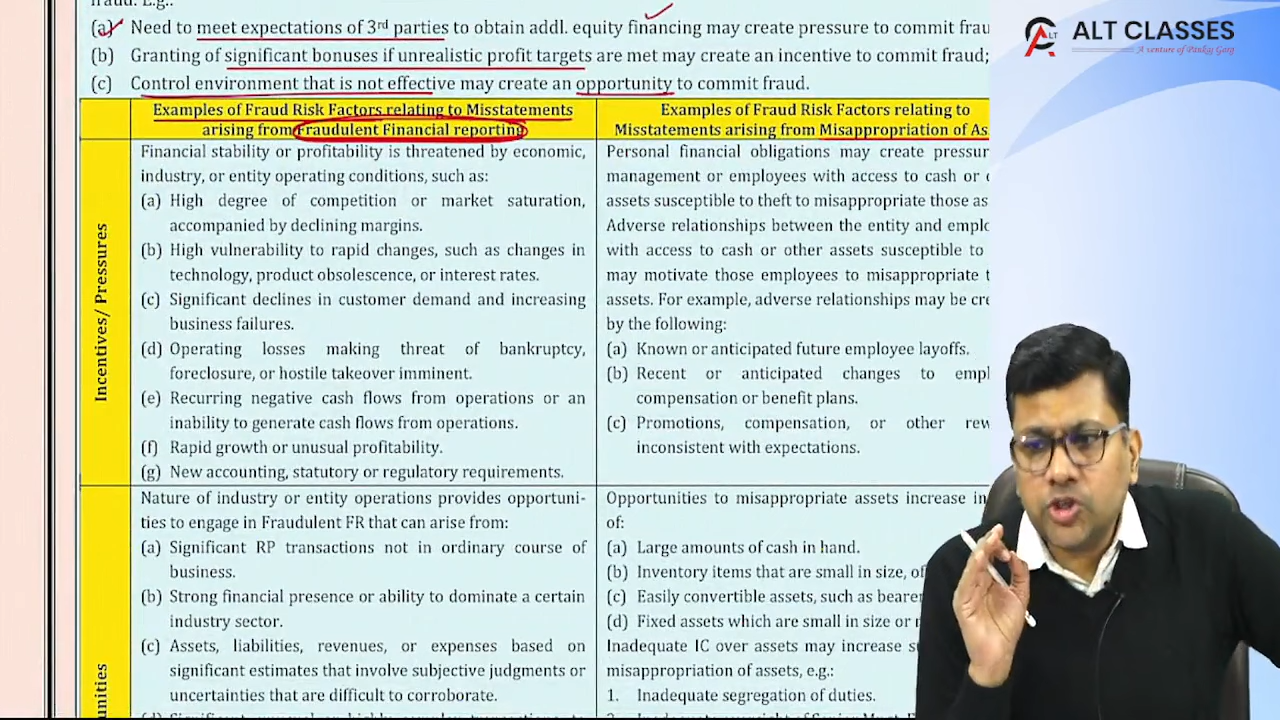 fraud. E.g.:
(a) Need to meet expectations of 3rd parties to obtain addl. equity financing may create pressure to commit
(b) Granting of significant bonuses if unrealistic profit targets are met may create an incentive to commit fraud;
(c) Control environment that is not effective may create an opportunity to commit fraud.
Examples of Fraud Risk Factors relating to Misstatements
arising from Fraudulent Financial reporting
Examples of Fraud Risk Factors relating to
Misstatements arising from Misappropriation of
Incentives/ Pressures
Financial stability or profitability is threatened by economic,
industry, or entity operating conditions, such as:
(a) High degree of competition or market saturation,
accompanied by declining margins.
(b) High vulnerability to rapid changes, such as changes in
technology, product obsolescence, or interest rates.
(c) Significant declines in customer demand and increasing
business failures.
(d) Operating losses making threat of bankruptcy,
foreclosure, or hostile takeover imminent.
(e) Recurring negative cash flows from operations or an
inability to generate cash flows from operations.
(f) Rapid growth or unusual profitability.
(g) New accounting, statutory or regulatory requirements.
Personal financial obligations may create
management or employees with access to cash or
assets susceptible to theft to misappropriate those
Adverse relationships between the entity and
with access to cash or other assets susceptible to
may motivate those employees to misappropriate
assets. For example, adverse relationships may be
by the following:
(a) Known or anticipated future employee layoffs.
(b) Recent or anticipated changes to
compensation or benefit plans.
(c) Promotions, compensation, or other
inconsistent with expectations.
Nature of industry or entity operations provides opportuni-
ties to engage in Fraudulent FR that can arise from:
(a) Significant RP transactions not in ordinary course of
business.
(b) Strong financial presence or ability to dominate a certain
industry sector.
(c) Assets, liabilities, revenues, or expenses based on
significant estimates that involve subjective judgments or
uncertainties that are difficult to corroborate.
Opportunities to misappropriate assets increase in
of:
(a) Large amounts of cash in hand.
(b) Inventory items that are small in size,
(c) Easily convertible assets, such as bearer
(d) Fixed assets which are small in size or
Inadequate IC over assets may increase
misappropriation of assets, e.g.:
1. Inadequate segregation of duties.
ALT
ALT CLASSES
A venture of Pankaj Garg